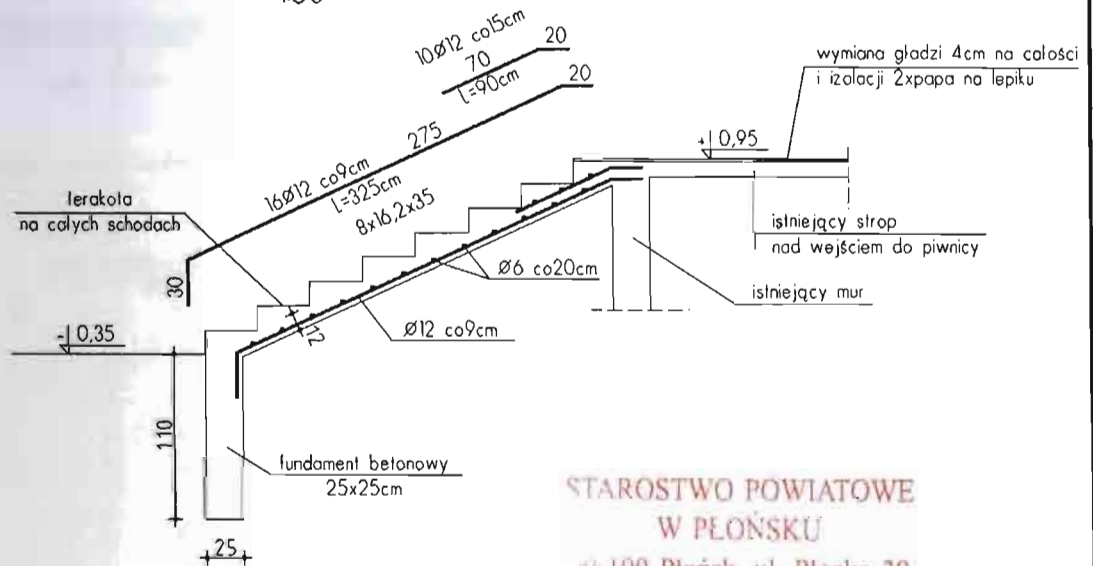 10Ø12 co15cm
70
20
l=90cm
20
275
16Ø12 co9cm
l=325cm
8x16,2x35
30
wymiana gładzi 4cm na całości
i izolacji 2xpapa na lepiku
+ 0,95
terakota
na całych schodach
istniejący strop
nad wejściem do piwnicy
Ø6 co20cm
istniejący mur
12
Ø12 co9cm
- 0,35
110
fundament betonowy
25x25cm
25
STAROSTWO POWIATOWE
W PŁOŃSKU